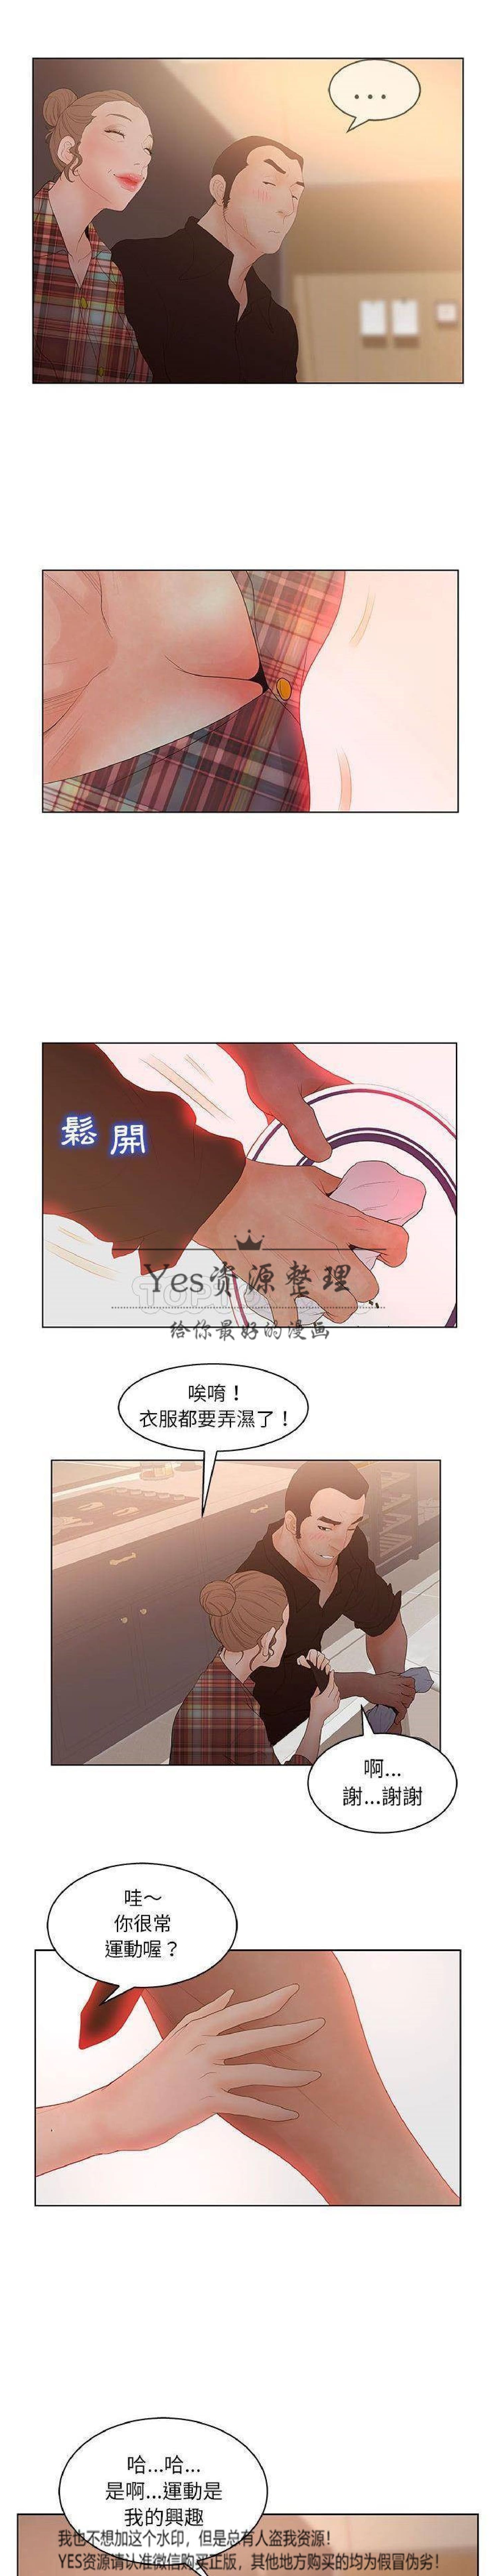 ...
鬆開
Yes资源整理
给你最好的漫画
唉唷！
衣服都要弄濕了！
啊...
謝...謝謝
哇～
你很常
運動喔？
哈...哈...
是啊...運動是
我的興趣
我也不想加这个水印，但是总有人盗我资源！
YES资源请认准微信购买正版，其他地方购买的均为假冒伪劣！